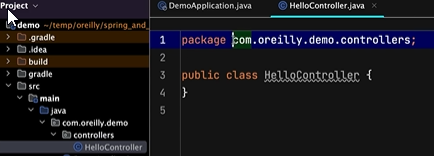 Project
demo ~/temp/oreilly/spring_and_
.gradle
.idea
build
gradle
src
main
java
com.oreilly.demo
controllers
HelloController
DemoApplication.java
HelloController.java
1 package com.oreilly.demo.controllers;
2
3 public class HelloController {
4 }
5